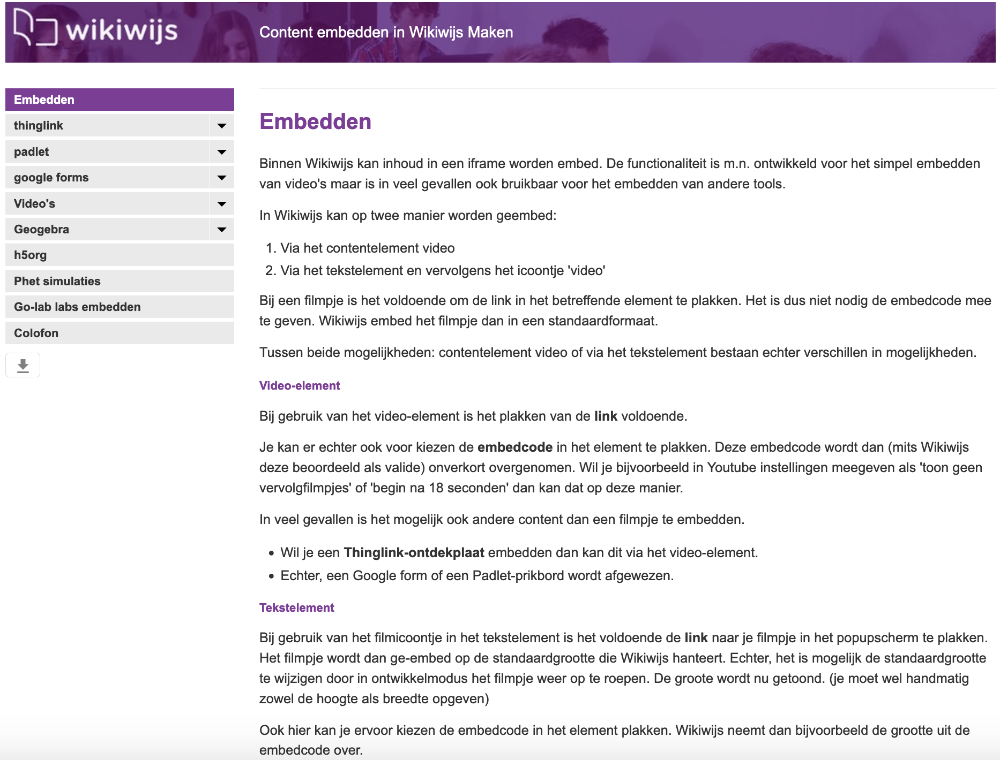 wikiwijs
Content embedden in Wikiwijs Maken
Embedden
thinglink
padlet
google forms
Video's
Geogebra
h5org
Phet simulaties
Go-lab labs embedden
Colofon
Embedden
Binnen Wikiwijs kan inhoud in een iframe worden embed. De functionaliteit is m.n. ontwikkeld voor het simpel embedden
van video's maar is in veel gevallen ook bruikbaar voor het embedden van andere tools.
In Wikiwijs kan op twee manier worden geembed:
1. Via het contentelement video
2. Via het tekstelement en vervolgens het icoontje 'video'
Bij een filmpje is het voldoende om de link in het betreffende element te plakken. Het is dus niet nodig de embedcode mee
te geven. Wikiwijs embed het filmpje dan in een standaardformaat.
Tussen beide mogelijkheden: contentelement video of via het tekstelement bestaan echter verschillen in mogelijkheden.
Video-element
Bij gebruik van het video-element is het plakken van de link voldoende.
Je kan er echter ook voor kiezen de embedcode in het element te plakken. Deze embedcode wordt dan (mits Wikiwijs
deze beoordeeld als valide) onverkort overgenomen. Wil je bijvoorbeeld in Youtube instellingen meegeven als 'toon geen
vervolgfilmpjes' of 'begin na 18 seconden' dan kan dat op deze manier.
In veel gevallen is het mogelijk ook andere content dan een filmpje te embedden.
• Wil je een Thinglink-ontdekplaat embedden dan kan dit via het video-element.
• Echter, een Google form of een Padlet-prikbord wordt afgewezen.
Tekstelement
Bij gebruik van het filmicoontje in het tekstelement is het voldoende de link naar je filmpje in het popupscherm te plakken.
Het filmpje wordt dan ge-embed op de standaardgrootte die Wikiwijs hanteert. Echter, het is mogelijk de standaardgrootte
te wijzigen door in ontwikkelmodus het filmpje weer op te roepen. De groote wordt nu getoond. (je moet wel handmatig
zowel de hoogte als breedte opgeven)
Ook hier kan je ervoor kiezen de embedcode in het element plakken. Wikiwijs neemt dan bijvoorbeeld de grootte uit de
embedcode over.